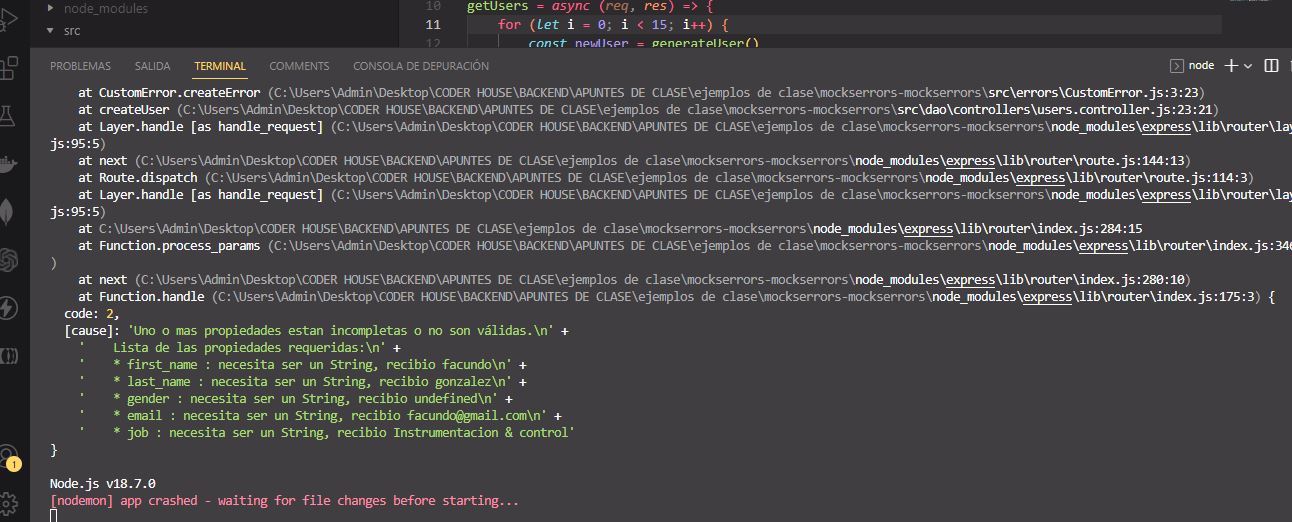 node_modules
src
10 getUsers = async (req, res) => {
11 for (let i = 0; i < 15; i++) {
12 const newUser = generateUser()
PROBLEMAS SALIDA TERMINAL COMMENTS CONSOLA DE DEPURACIÓN node
at CustomError.createError (C:\Users\Admin\Desktop\CODER HOUSE\BACKEND\APUNTES DE CLASE\ejemplos de clase\mockserrors-mockserrors\src\errors\CustomError.js:3:23)
at createUser (C:\Users\Admin\Desktop\CODER HOUSE\BACKEND\APUNTES DE CLASE\ejemplos de clase\mockserrors-mockserrors\src\dao\controllers\users.controller.js:23:21)
at Layer.handle [as handle_request] (C:\Users\Admin\Desktop\CODER HOUSE\BACKEND\APUNTES DE CLASE\ejemplos de clase\mockserrors-mockserrors\node_modules\express\lib\router\lay
js:95:5)
at next (C:\Users\Admin\Desktop\CODER HOUSE\BACKEND\APUNTES DE CLASE\ejemplos de clase\mockserrors-mockserrors\node_modules\express\lib\router\route.js:144:13)
at Route.dispatch (C:\Users\Admin\Desktop\CODER HOUSE\BACKEND\APUNTES DE CLASE\ejemplos de clase\mockserrors-mockserrors\node_modules\express\lib\router\route.js:114:3)
at Layer.handle [as handle_request] (C:\Users\Admin\Desktop\CODER HOUSE\BACKEND\APUNTES DE CLASE\ejemplos de clase\mockserrors-mockserrors\node_modules\express\lib\router\lay
js:95:5)
at C:\Users\Admin\Desktop\CODER HOUSE\BACKEND\APUNTES DE CLASE\ejemplos de clase\mockserrors-mockserrors\node_modules\express\lib\router\index.js:284:15
at Function.process_params (C:\Users\Admin\Desktop\CODER HOUSE\BACKEND\APUNTES DE CLASE\ejemplos de clase\mockserrors-mockserrors\node_modules\express\lib\router\index.js:346
)
at next (C:\Users\Admin\Desktop\CODER HOUSE\BACKEND\APUNTES DE CLASE\ejemplos de clase\mockserrors-mockserrors\node_modules\express\lib\router\index.js:280:10)
at Function.handle (C:\Users\Admin\Desktop\CODER HOUSE\BACKEND\APUNTES DE CLASE\ejemplos de clase\mockserrors-mockserrors\node_modules\express\lib\router\index.js:175:3) {
code: 2,
[cause]: 'Uno o mas propiedades estan incompletas o no son válidas.\n' +
' Lista de las propiedades requeridas:\n' +
' * first_name : necesita ser un String, recibio facundo\n' +
' * last_name : necesita ser un String, recibio gonzalez\n' +
' * gender : necesita ser un String, recibio undefined\n' +
' * email : necesita ser un String, recibio facundo@gmail.com\n' +
' * job : necesita ser un String, recibio Instrumentacion & control'
}
1
Node.js v18.7.0
[nodemon] app crashed - waiting for file changes before starting...